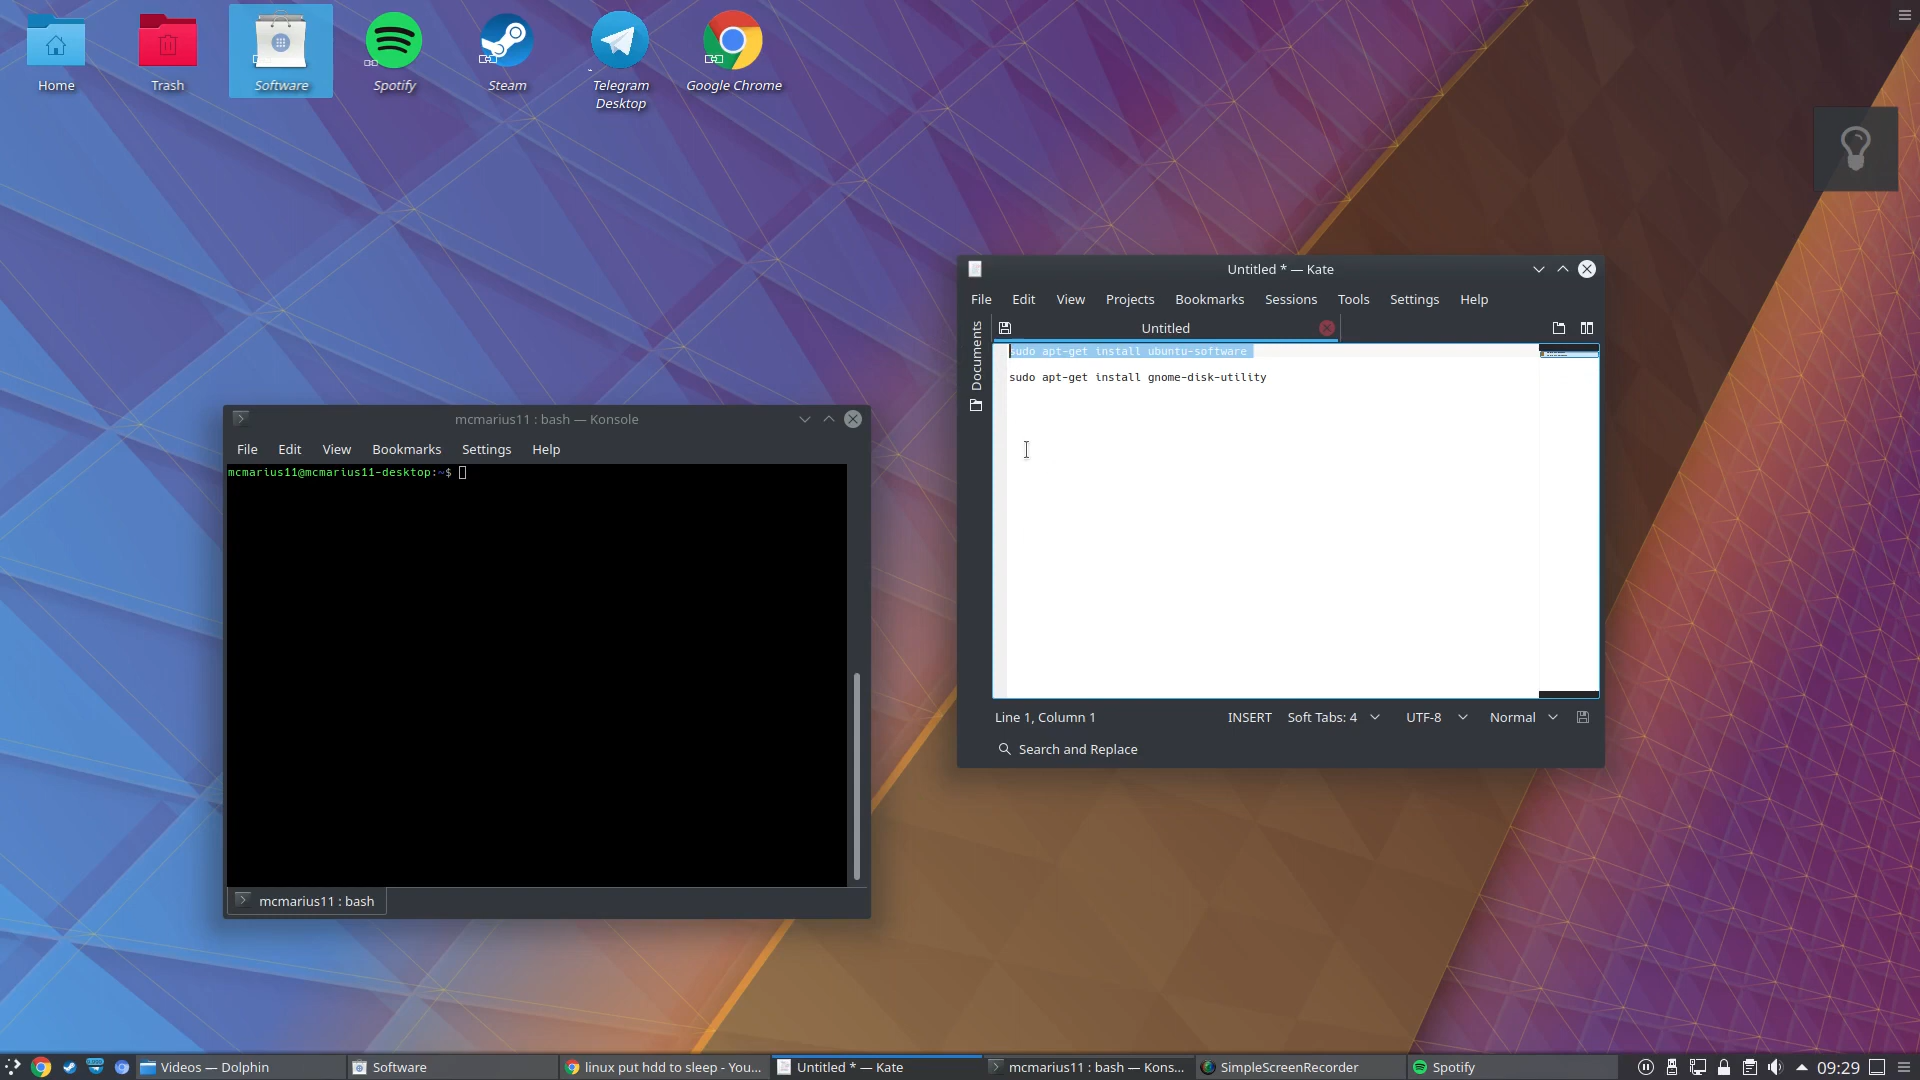 Home
Trash
Software
Spotify
Steam
Telegram
Desktop
Google Chrome
Untitled * — Kate
File Edit View Projects Bookmarks Sessions Tools Settings Help
Documents
Untitled
sudo apt-get install ubuntu-software
sudo apt-get install gnome-disk-utility
Line 1, Column 1 INSERT Soft Tabs: 4 UTF-8 Normal
Search and Replace
mcmarius11 : bash — Konsole
File Edit View Bookmarks Settings Help
mcmarius11@mcmarius11-desktop:~$
mcmarius11 : bash
Videos — Dolphin Software linux put hdd to sleep - You... Untitled * — Kate mcmarius11 : bash — Kons... SimpleScreenRecorder Spotify 09:29